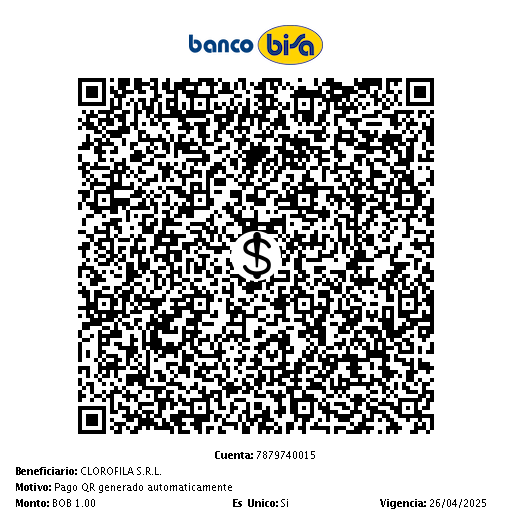 banco bisa
$
Cuenta: 7879740015
Beneficiario: CLOROFILA S.R.L.
Motivo: Pago QR generado automaticamente
Monto: BOB 1.00 Es Unico: Si Vigencia: 26/04/2025